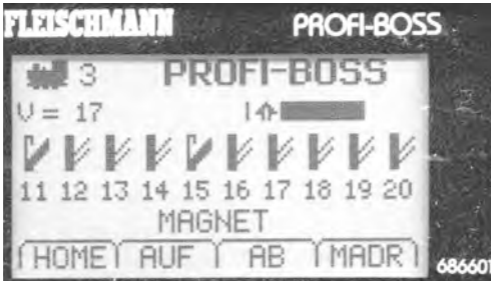 FLEISCHMANN PROFI-BOSS
3 PROFI-BOSS
V = 17
11 12 13 14 15 16 17 18 19 20
MAGNET
HOME AUF AB MADR
686601